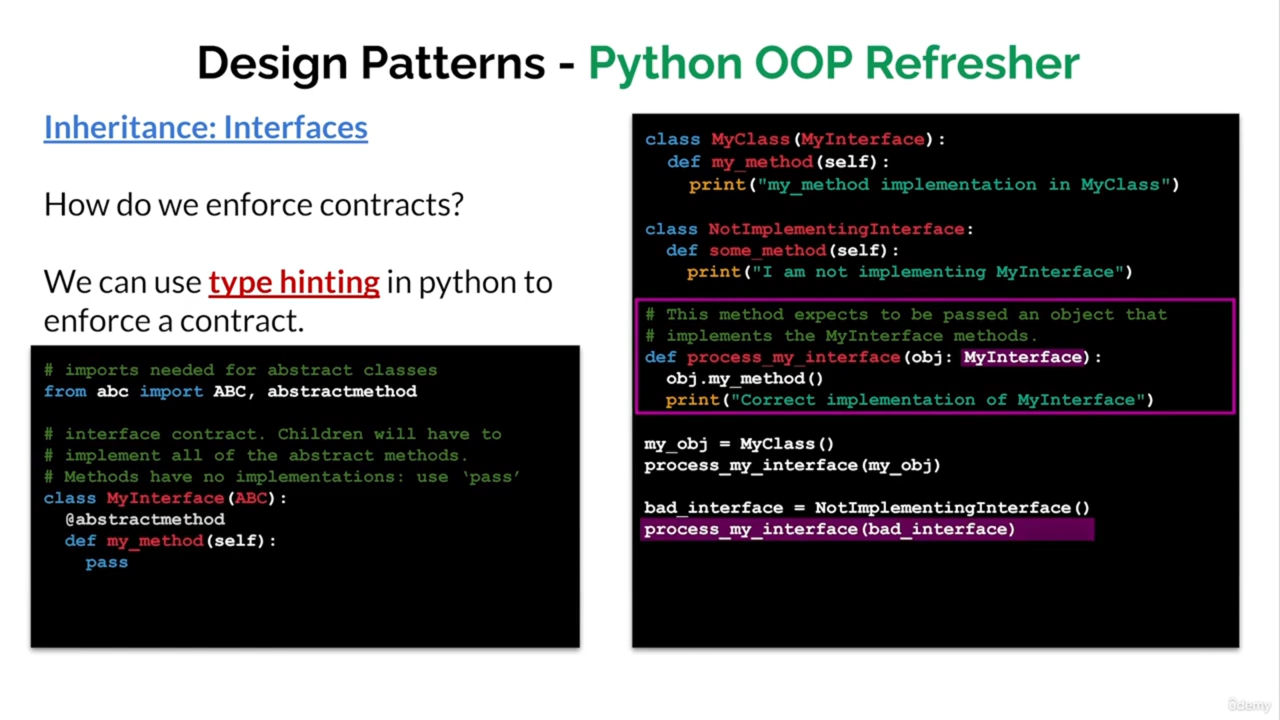 Design Patterns - Python OOP Refresher
Inheritance: Interfaces
How do we enforce contracts?
We can use type hinting in python to
enforce a contract.
# imports needed for abstract classes
from abc import ABC, abstractmethod
# interface contract. Children will have to
# implement all of the abstract methods.
# Methods have no implementations: use ‘pass’
class MyInterface(ABC):
  @abstractmethod
  def my_method(self):
    pass
class MyClass(MyInterface):
  def my_method(self):
    print("my_method implementation in MyClass")
class NotImplementingInterface:
  def some_method(self):
    print("I am not implementing MyInterface")
# This method expects to be passed an object that
# implements the MyInterface methods.
def process_my_interface(obj: MyInterface):
  obj.my_method()
  print("Correct implementation of MyInterface")
my_obj = MyClass()
process_my_interface(my_obj)
bad_interface = NotImplementingInterface()
process_my_interface(bad_interface)
ûdemy